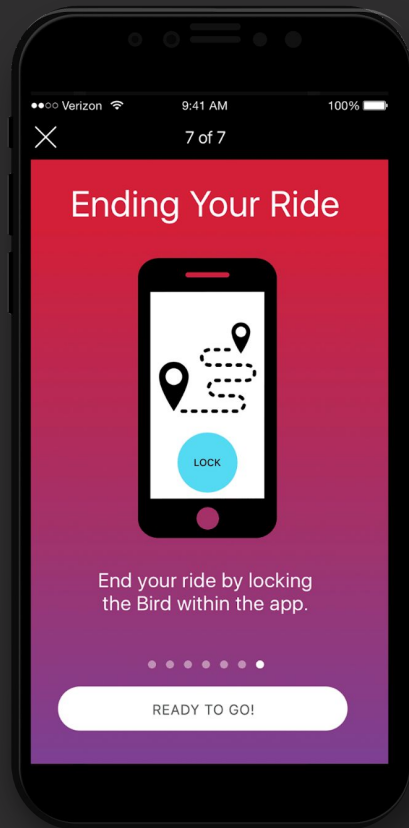 Verizon 9:41 AM 100%
7 of 7
Ending Your Ride
LOCK
End your ride by locking
the Bird within the app.
READY TO GO!